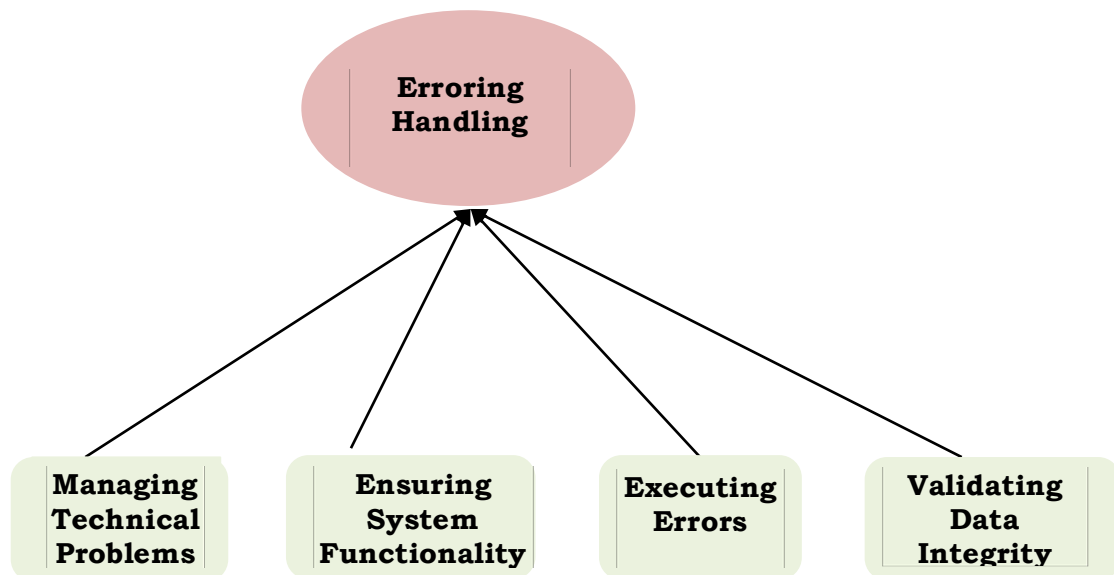 Erroring
Handling
Managing
Technical
Problems
Ensuring
System
Functionality
Executing
Errors
Validating
Data
Integrity